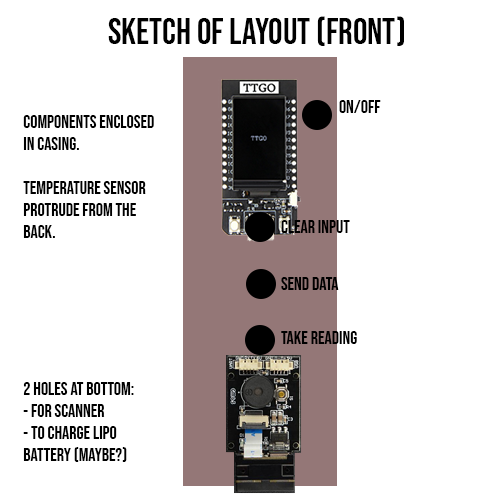 SKETCH OF LAYOUT (FRONT)
TTGO
ON/OFF
COMPONENTS ENCLOSED
IN CASING.
TTGO
TEMPERATURE SENSOR
PROTRUDE FROM THE
BACK.
CLEAR INPUT
SEND DATA
TAKE READING
2 HOLES AT BOTTOM:
- FOR SCANNER
- TO CHARGE LIPO
BATTERY (MAYBE?)